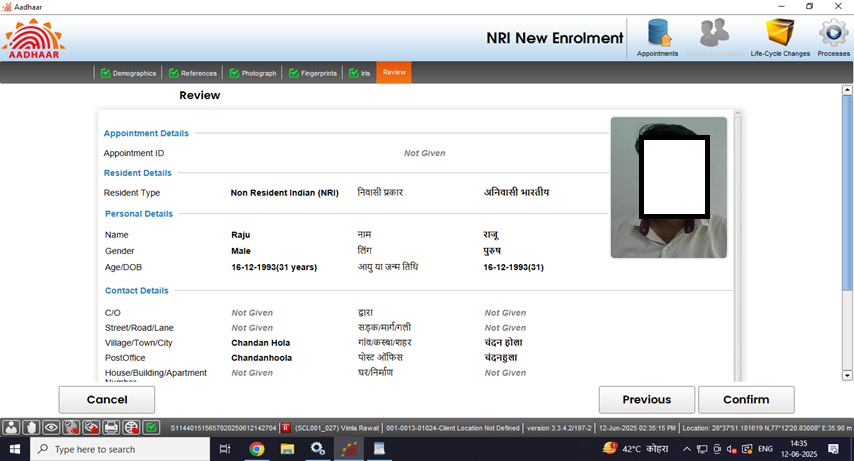 Aadhaar
AADHAAR
NRI New Enrolment
Appointments
Life-Cycle Changes
Processes
Demographics
References
Photograph
Fingerprints
Iris
Review
Review
Appointment Details
Appointment ID Not Given
Resident Details
Resident Type Non Resident Indian (NRI) निवासी प्रकार अनिवासी भारतीय
Personal Details
Name Raju नाम राजू
Gender Male लिंग पुरुष
Age/DOB 16-12-1993(31 years) आयु या जन्म तिथि 16-12-1993(31)
Contact Details
C/O Not Given द्वारा Not Given
Street/Road/Lane Not Given सड़क/मार्ग/गली Not Given
Village/Town/City Chandan Hola गांव/कस्बा/शहर चंदन होला
PostOffice Chandanhoola पोस्ट ऑफिस चंदनहुला
House/Building/Apartment Not Given घर/निर्माण Not Given
Number
Cancel
Previous
Confirm
S11440151565702025061214​2704 (SCL001_027) Vimla Rawat 001-0013-01024-Client Location Not Defined version 3.3.4.2/197-2 12-Jun-2025 02:35:15 PM Location: 28°37'51.181619 N,77°12'20.83008" E:35.90 m
Type here to search
42°C कोहरा
ENG
14:35
12-06-2025